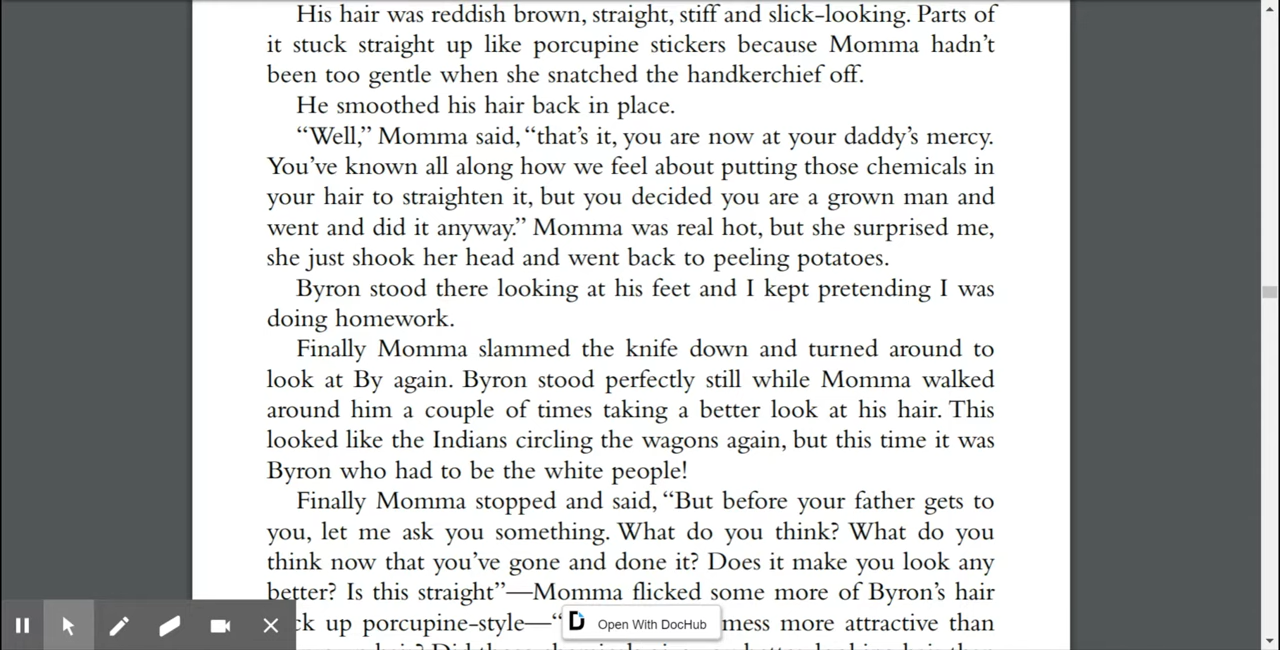 His hair was reddish brown, straight, stiff and slick-looking. Parts of
it stuck straight up like porcupine stickers because Momma hadn’t
been too gentle when she snatched the handkerchief off.
He smoothed his hair back in place.
“Well,” Momma said, “that’s it, you are now at your daddy’s mercy.
You’ve known all along how we feel about putting those chemicals in
your hair to straighten it, but you decided you are a grown man and
went and did it anyway.” Momma was real hot, but she surprised me,
she just shook her head and went back to peeling potatoes.
Byron stood there looking at his feet and I kept pretending I was
doing homework.
Finally Momma slammed the knife down and turned around to
look at By again. Byron stood perfectly still while Momma walked
around him a couple of times taking a better look at his hair. This
looked like the Indians circling the wagons again, but this time it was
Byron who had to be the white people!
Finally Momma stopped and said, “But before your father gets to
you, let me ask you something. What do you think? What do you
think now that you’ve gone and done it? Does it make you look any
better? Is this straight”—Momma flicked some more of Byron’s hair
up porcupine-style—“ mess more attractive than
D Open With DocHub